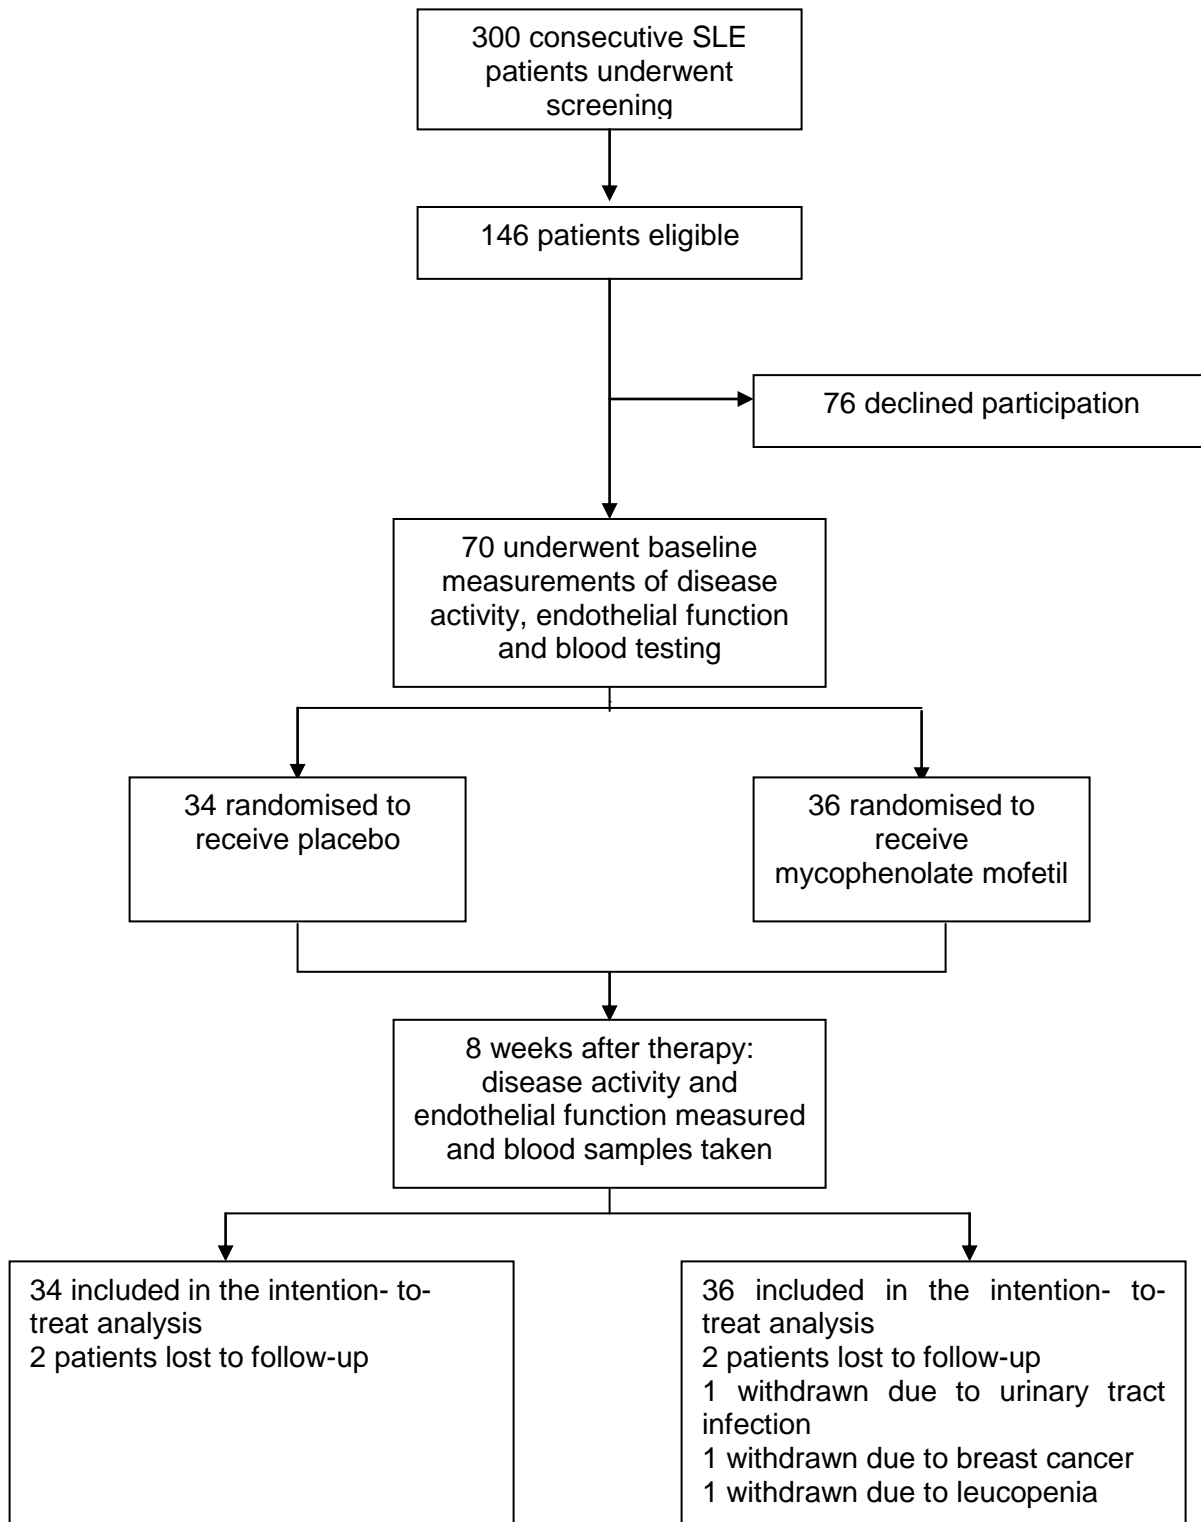 300 consecutive SLE
patients underwent
screening
146 patients eligible
76 declined participation
70 underwent baseline
measurements of disease
activity, endothelial function
and blood testing
34 randomised to
receive placebo
36 randomised to
receive
mycophenolate mofetil
8 weeks after therapy:
disease activity and
endothelial function measured
and blood samples taken
34 included in the intention- to-
treat analysis
2 patients lost to follow-up
36 included in the intention- to-
treat analysis
2 patients lost to follow-up
1 withdrawn due to urinary tract
infection
1 withdrawn due to breast cancer
1 withdrawn due to leucopenia